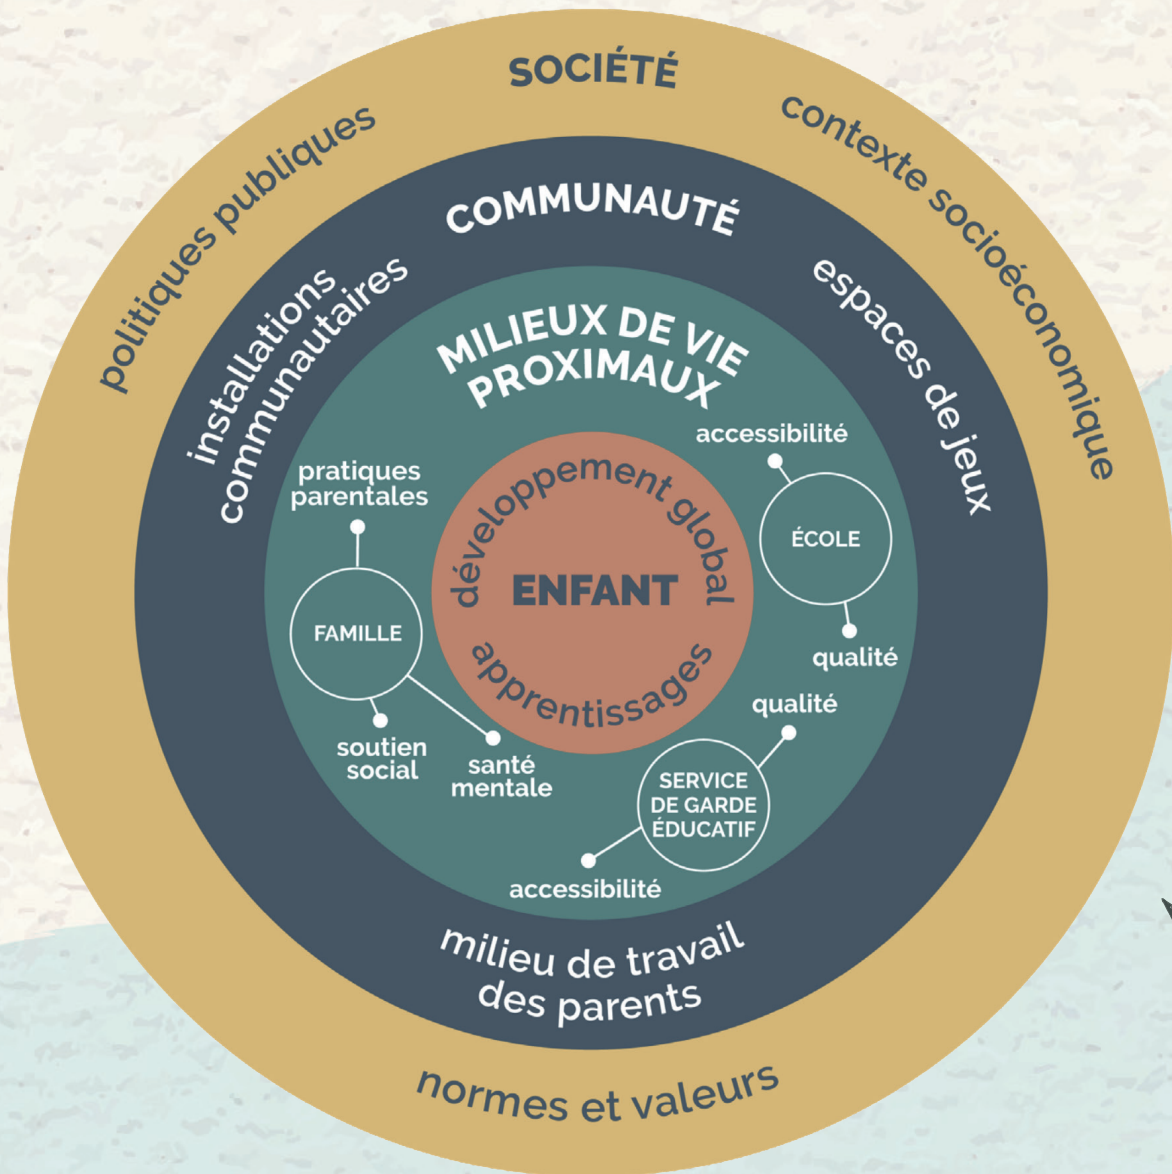 SOCIÉTÉ
politiques publiques
contexte socioéconomique
COMMUNAUTÉ
installations
communautaires
espaces de jeux
MILIEUX DE VIE
PROXIMAUX
pratiques
parentales
FAMILLE
soutien
social
santé
mentale
développement global
ENFANT
apprentissages
accessibilité
ÉCOLE
qualité
qualité
SERVICE
DE GARDE
ÉDUCATIF
accessibilité
milieu de travail
des parents
normes et valeurs